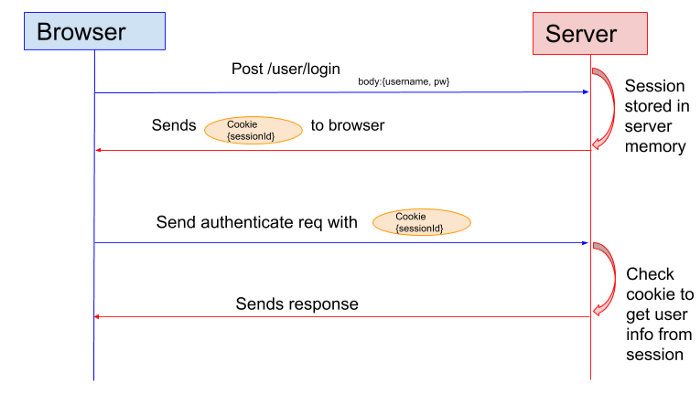 Browser
Server
Post /user/login
body:{username, pw}
Session
stored in
server
memory
Sends
Cookie
{sessionId}
to browser
Send authenticate req with
Cookie
{sessionId}
Check
cookie to
get user
info from
session
Sends response